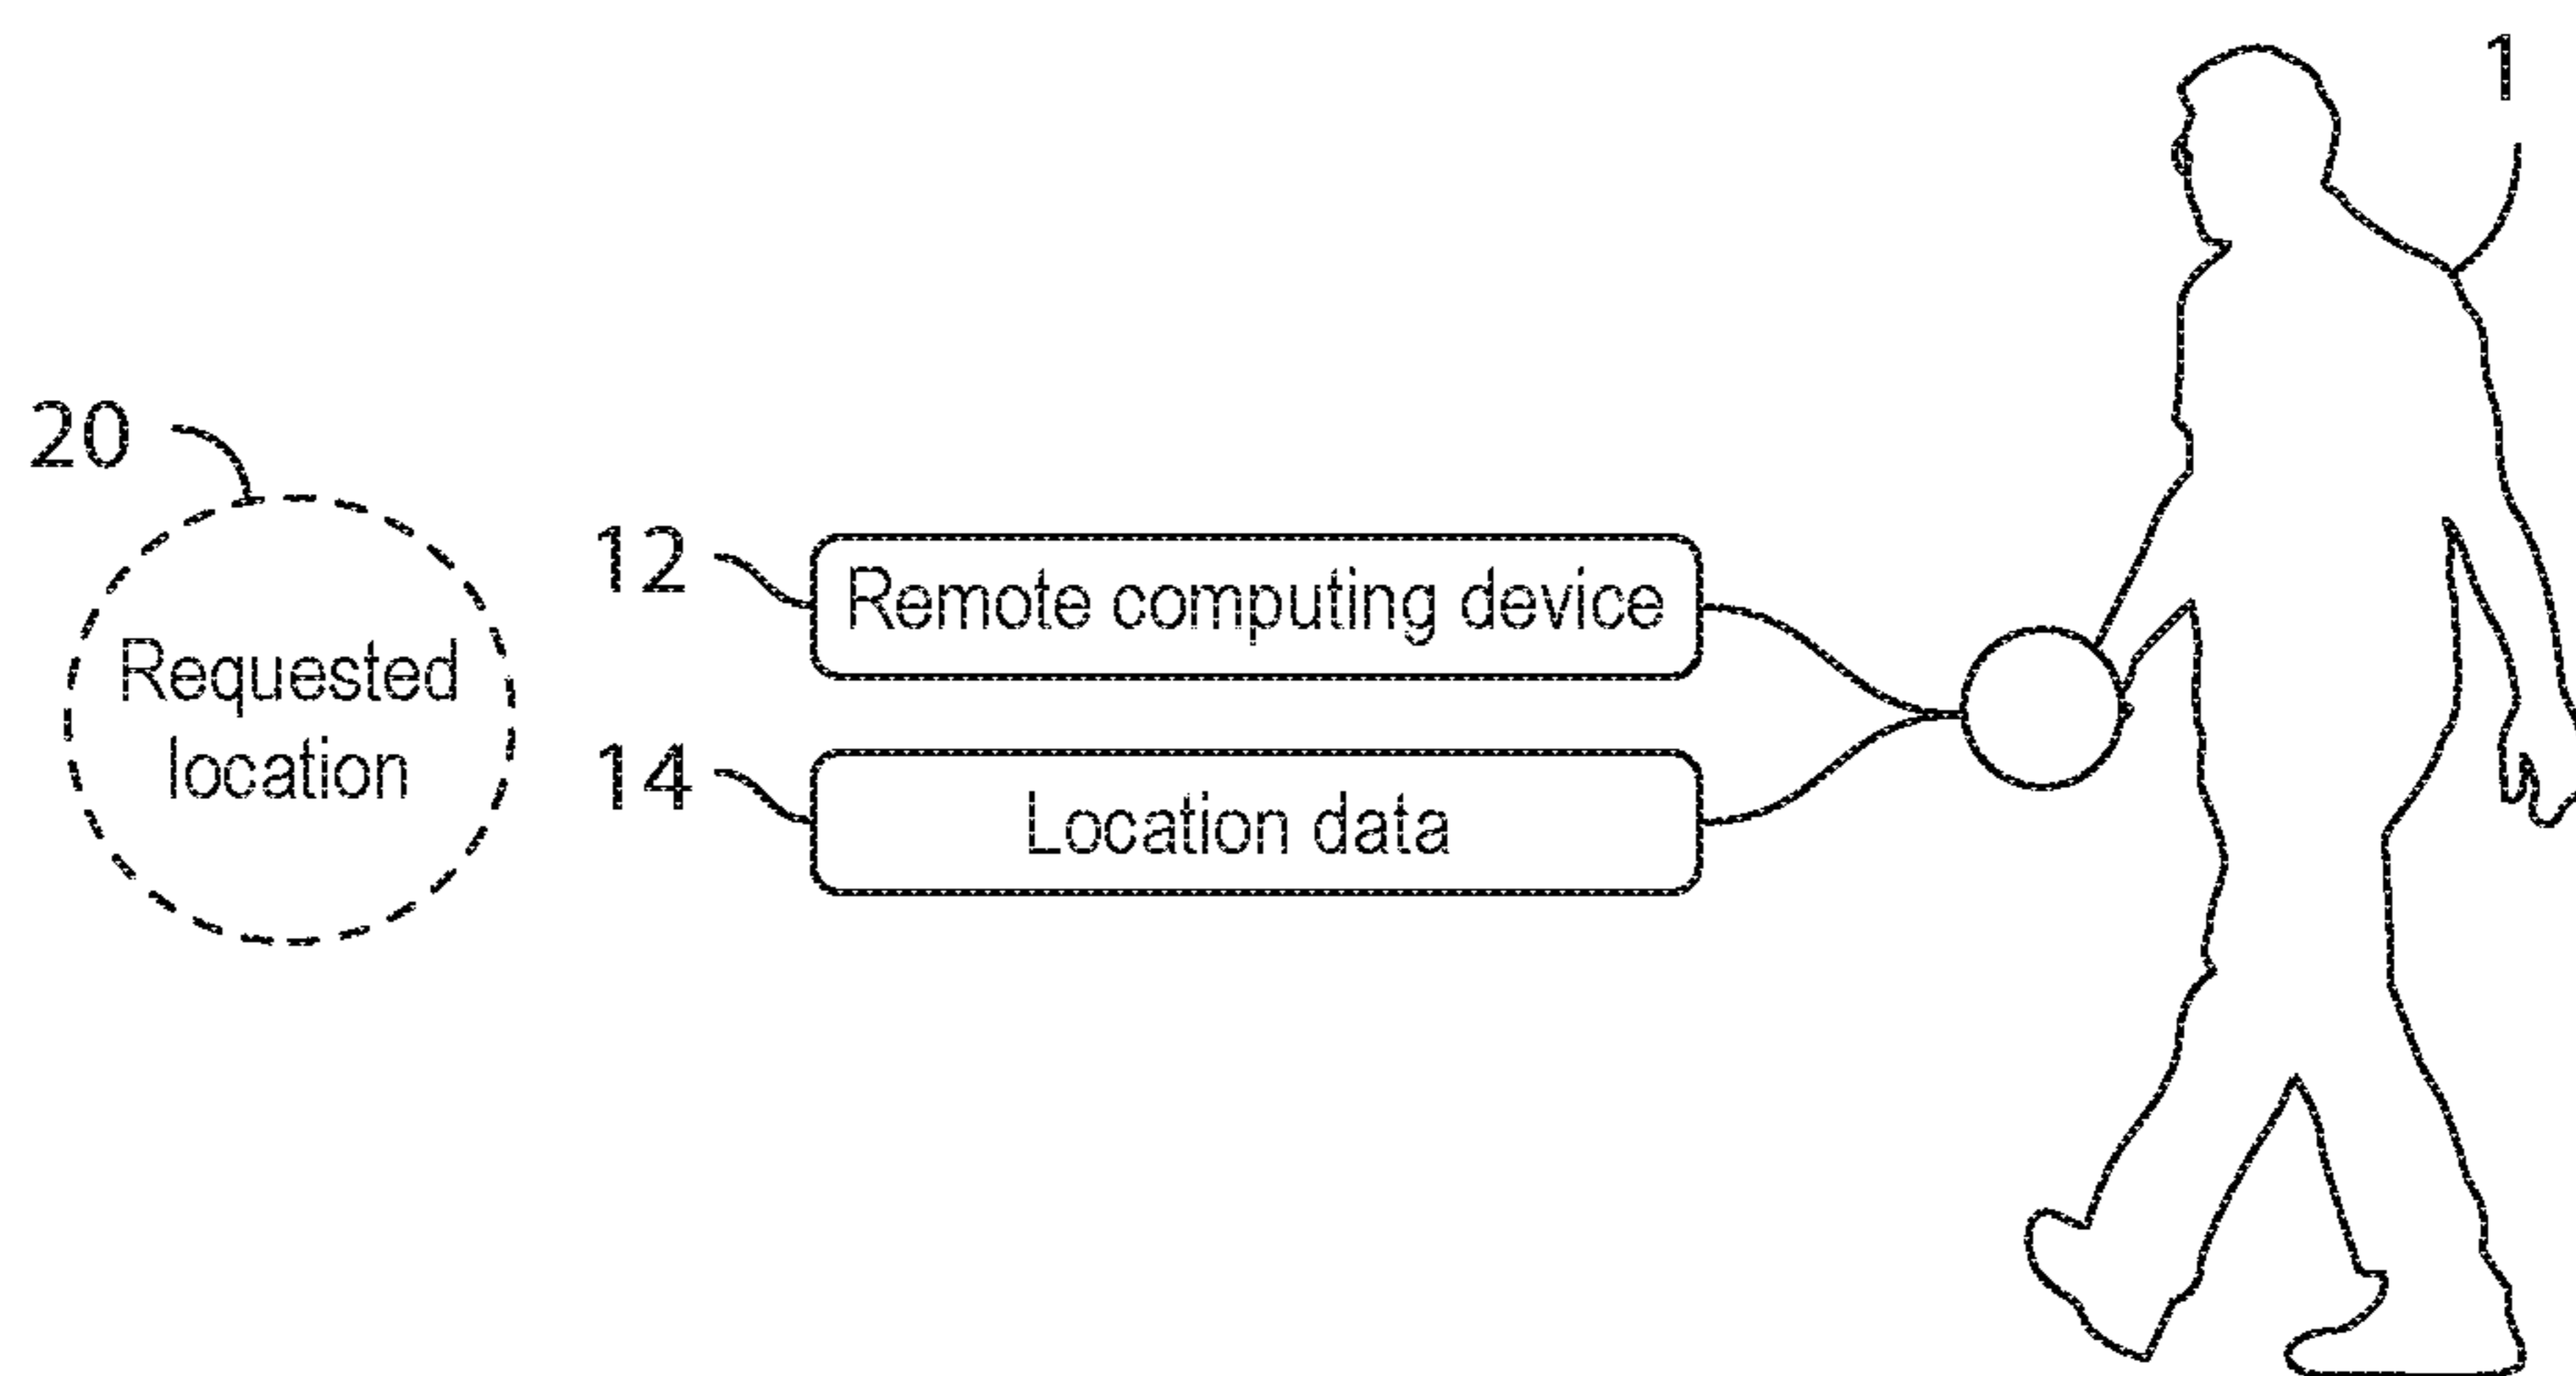 1
20
Requested
location
12
Remote computing device
14
Location data